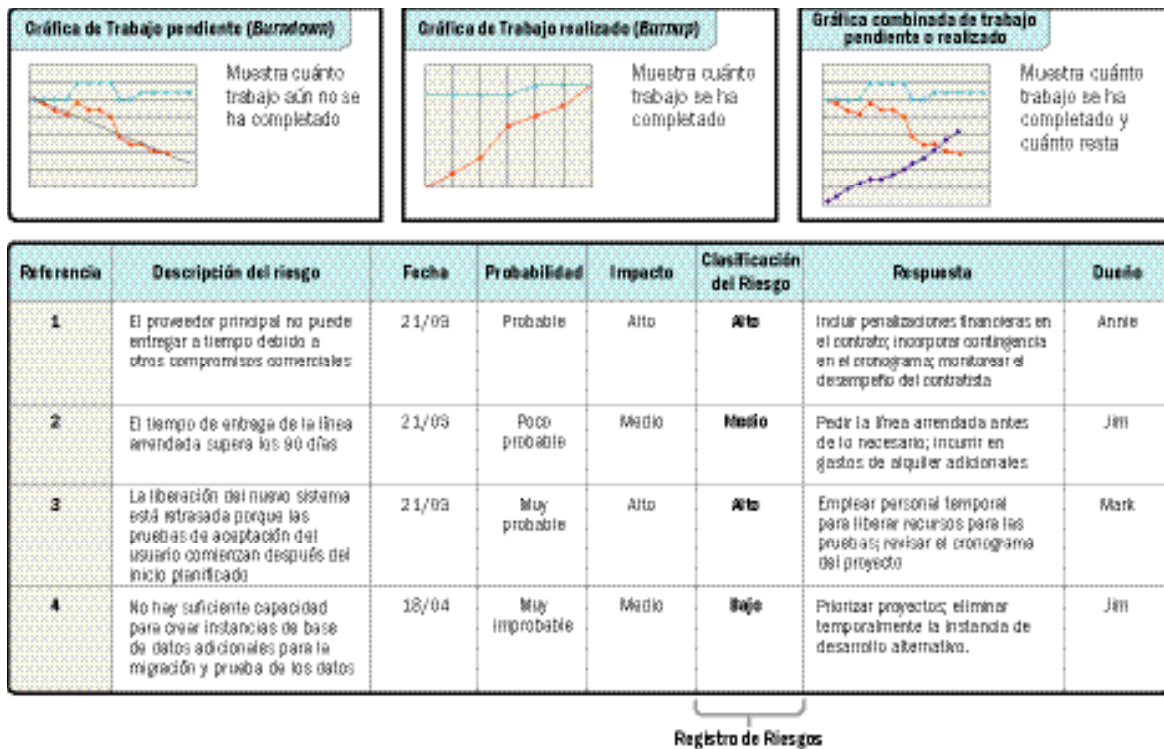 Gráfica de Trabajo pendiente (Burndown)
Muestra cuánto
trabajo aún no se
ha completado
Gráfica de Trabajo realizado (Burnup)
Muestra cuánto
trabajo se ha
completado
Gráfica combinada de trabajo
pendiente o realizado
Muestra cuánto
trabajo se ha
completado y
cuánto resta
Referencia Descripción del riesgo Fecha Probabilidad Impacto Clasificación del Riesgo Respuesta Dueño
1
El proveedor principal no puede
entregar a tiempo debido a
otros compromisos comerciales
21/03
Probable
Alto
Alto
Incluir penalizaciones financieras en
el contrato; incorporar contingencia
en el cronograma; monitorear el
desempeño del contratista
Annie
2
El tiempo de entrega de la línea
arrendada supera los 90 días
21/03
Poco
probable
Medio
Medio
Pedir la línea arrendada antes
de lo necesario; incurrir en
gastos de alquiler adicionales
Jim
3
La liberación del nuevo sistema
está retrasada porque las
pruebas de aceptación del
usuario comienzan después del
inicio planificado
21/03
Muy
probable
Alto
Alto
Emplear personal temporal
para liberar recursos para las
pruebas; revisar el cronograma
del proyecto
Mark
4
No hay suficiente capacidad
para crear instancias de base
de datos adicionales para la
migración y prueba de los datos
18/04
Muy
improbable
Medio
Bajo
Priorizar proyectos; eliminar
temporalmente la instancia de
desarrollo alternativo.
Jim
Registro de Riesgos